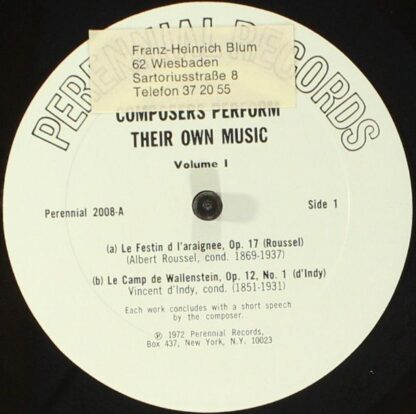 PERENNIAL RECORDS
Franz-Heinrich Blum
62 Wiesbaden
Sartoriusstraße 8
Telefon 37 20 55
COMPOSERS PERFORM
THEIR OWN MUSIC
Volume I
Perennial 2008-A
Side 1
(a) Le Festin d l'araignee, Op. 17 (Roussel)
(Albert Roussel, cond. 1869-1937)
(b) Le Camp de Wallenstein, Op. 12, No. 1 (d'Indy)
Vincent d'Indy, cond. (1851-1931)
Each work concludes with a short speech
by the composer.
℗ 1972 Perennial Records,
Box 437, New York, N.Y. 10023